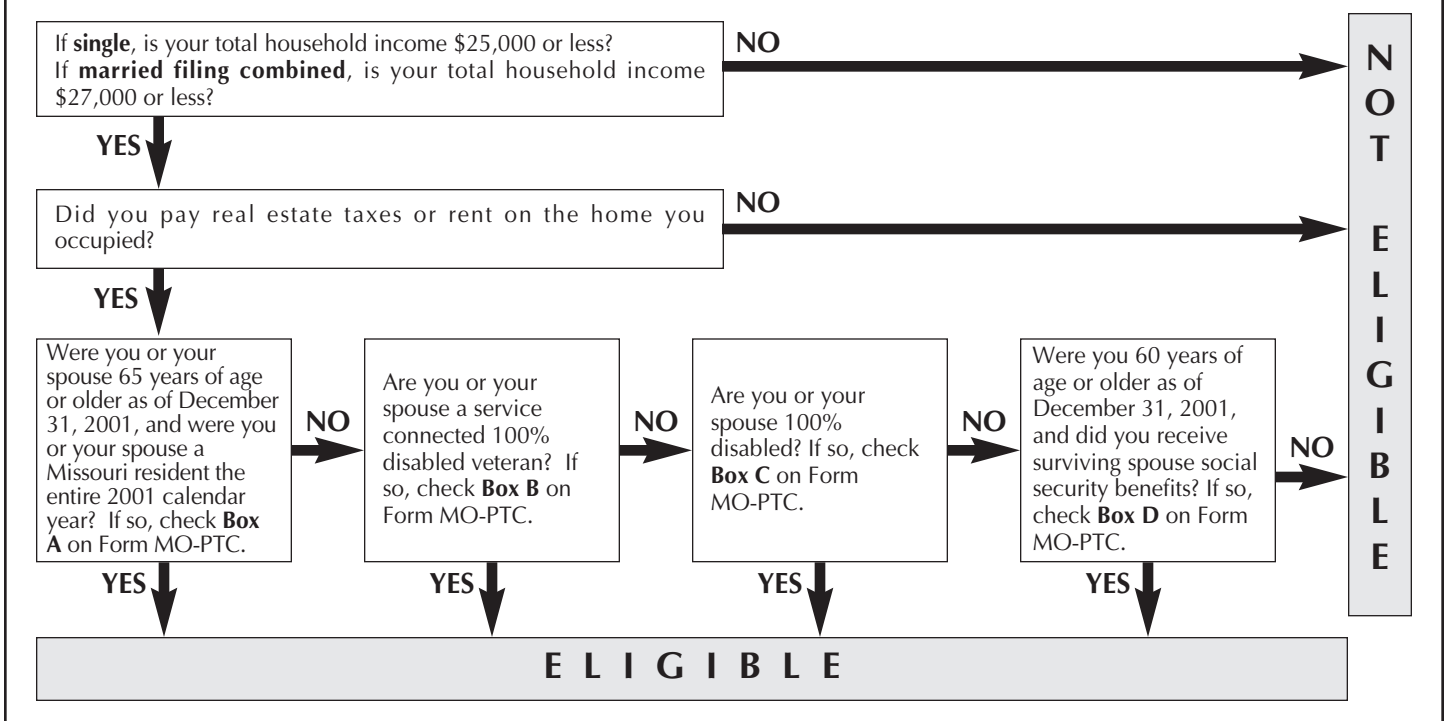 If single, is your total household income $25,000 or less?
If married filing combined, is your total household income
$27,000 or less?
NO
YES
Did you pay real estate taxes or rent on the home you
occupied?
NO
YES
Were you or your
spouse 65 years of age
or older as of December
31, 2001, and were you
or your spouse a
Missouri resident the
entire 2001 calendar
year? If so, check Box
A on Form MO-PTC.
NO
YES
Are you or your
spouse a service
connected 100%
disabled veteran? If
so, check Box B on
Form MO-PTC.
NO
YES
Are you or your
spouse 100%
disabled? If so, check
Box C on Form
MO-PTC.
NO
YES
Were you 60 years of
age or older as of
December 31, 2001,
and did you receive
surviving spouse social
security benefits? If so,
check Box D on Form
MO-PTC.
NO
YES
NOT ELIGIBLE
ELIGIBLE